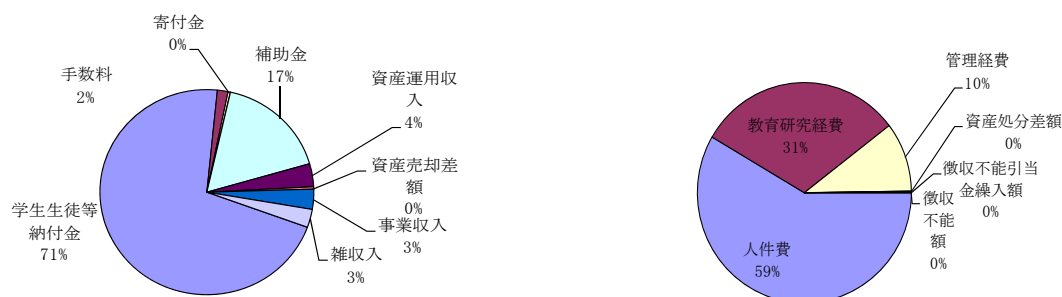 寄付金
0%
補助金
17%
手数料
2%
資産運用収
入
4%
資産売却差
額
0%
事業収入
3%
雑収入
3%
学生生徒等
納付金
71%
管理経費
10%
教育研究経費
31%
資産処分差額
0%
徴収不能引当
金繰入額
0%
徴収
不能
額
0%
人件費
59%